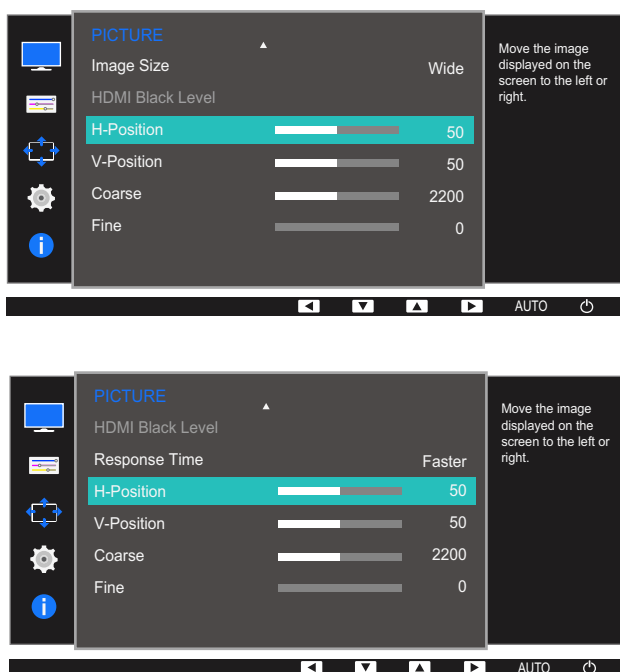 PICTURE
Image Size Wide
HDMI Black Level
H-Position 50
V-Position 50
Coarse 2200
Fine 0
Move the image
displayed on the
screen to the left or
right.
AUTO
PICTURE
HDMI Black Level
Response Time Faster
H-Position 50
V-Position 50
Coarse 2200
Fine 0
Move the image
displayed on the
screen to the left or
right.
AUTO